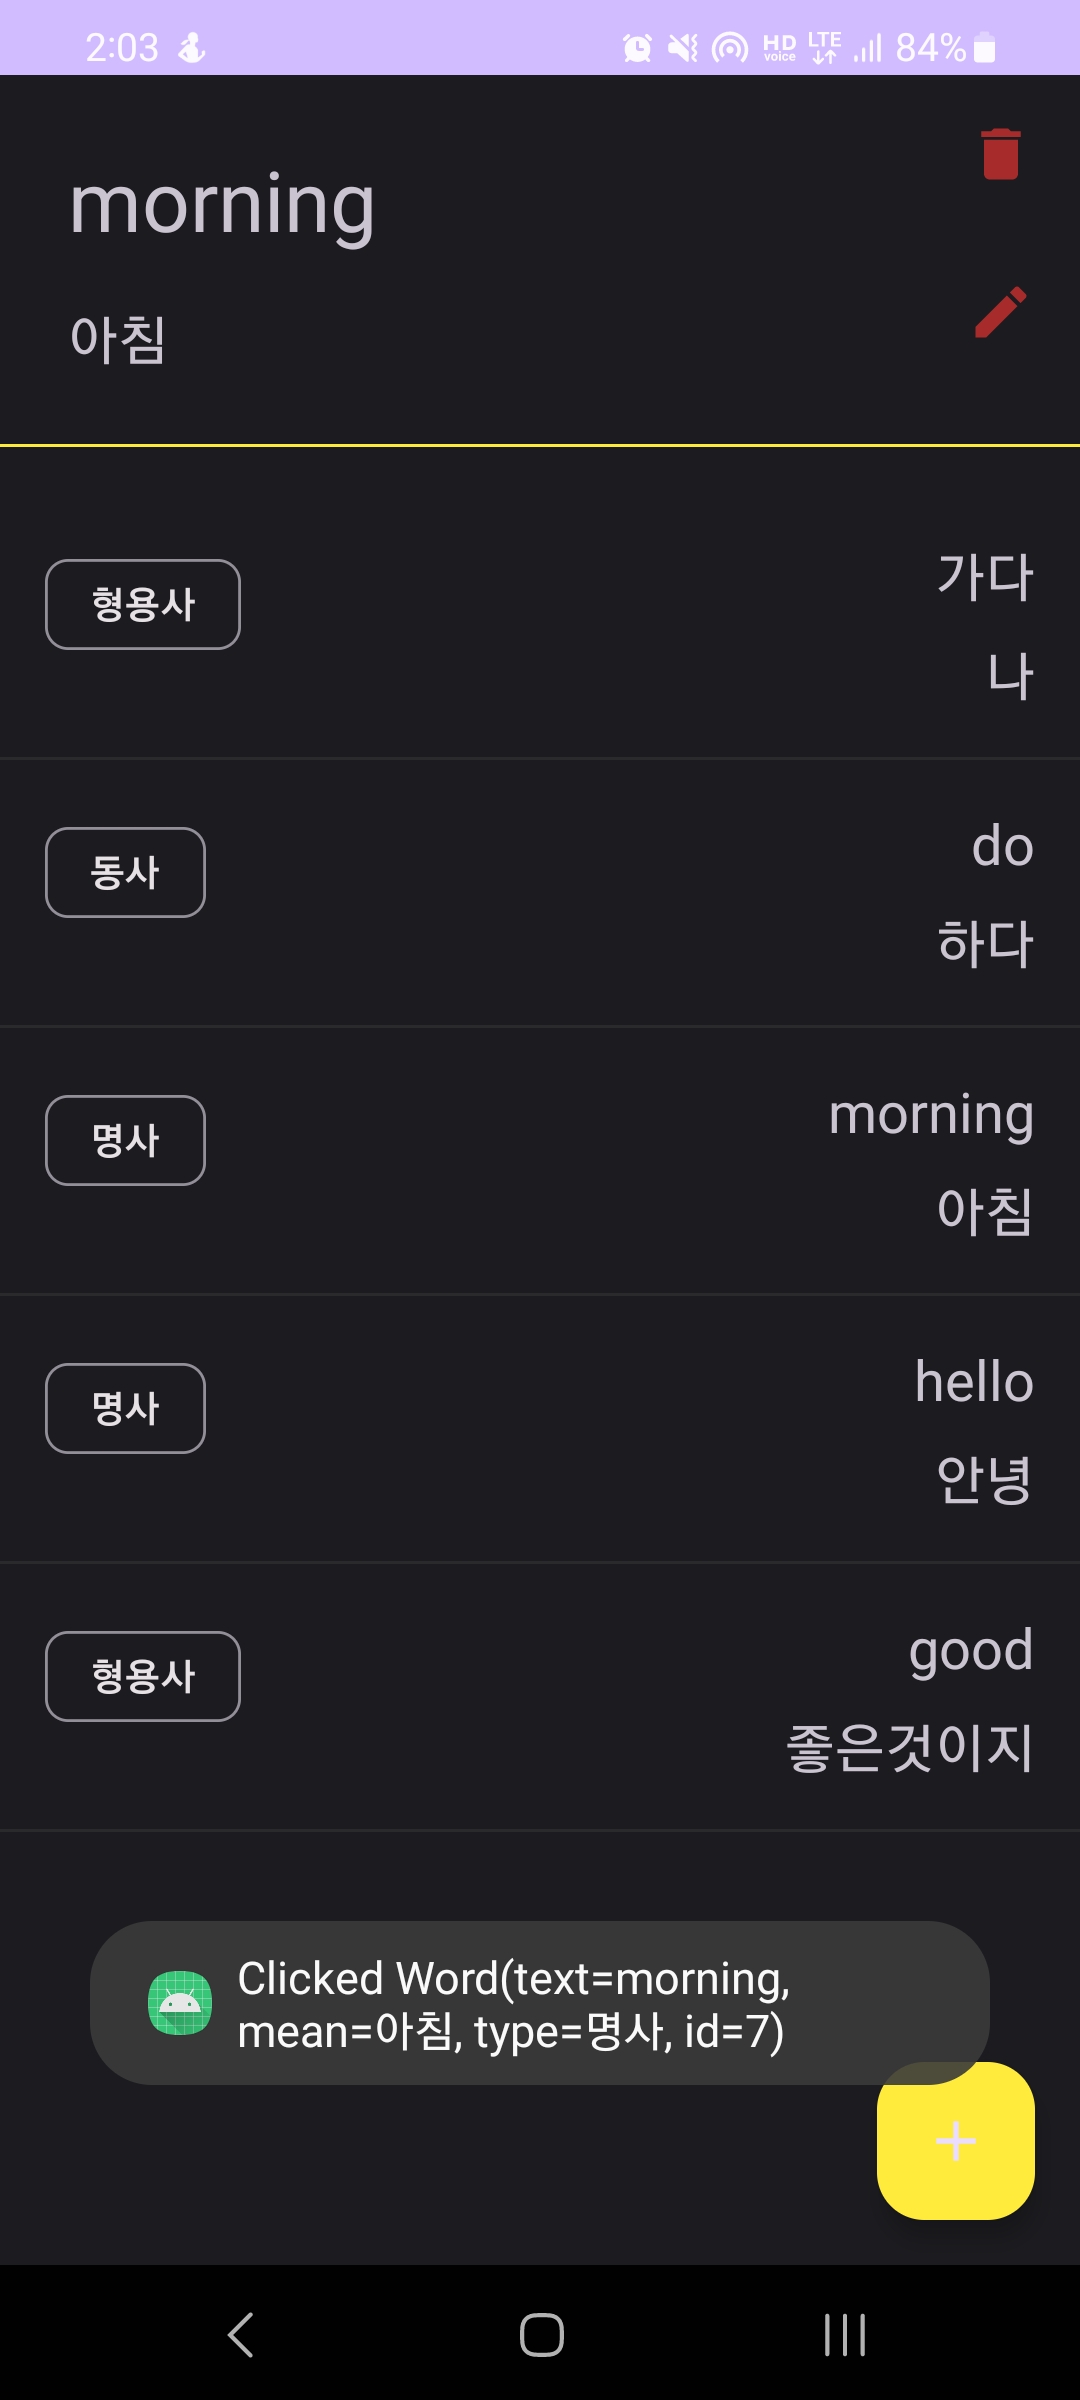 2:03
HD voice LTE 84%
morning
아침
형용사
가다
나
동사
do
하다
명사
morning
아침
명사
hello
안녕
형용사
good
좋은것이지
Clicked Word(text=morning,
mean=아침, type=명사, id=7)